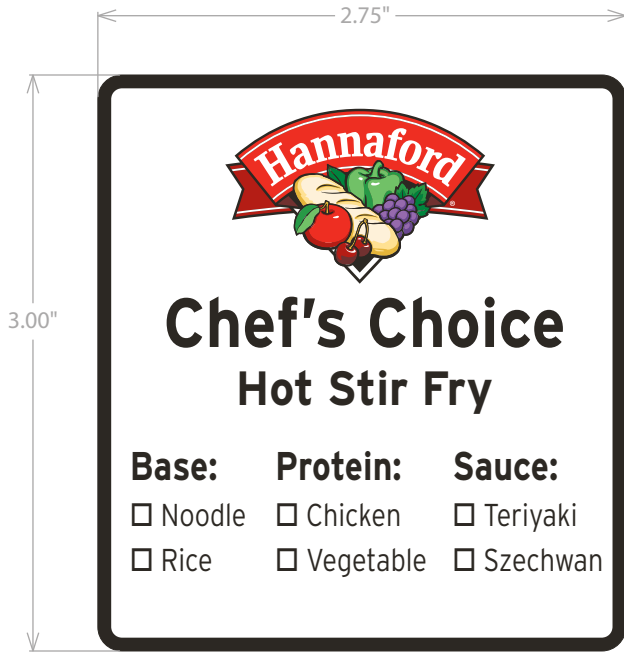 2.75"
3.00"
Hannaford
®
Chef's Choice
Hot Stir Fry
Base: Protein: Sauce:
☐ Noodle ☐ Chicken ☐ Teriyaki
☐ Rice ☐ Vegetable ☐ Szechwan